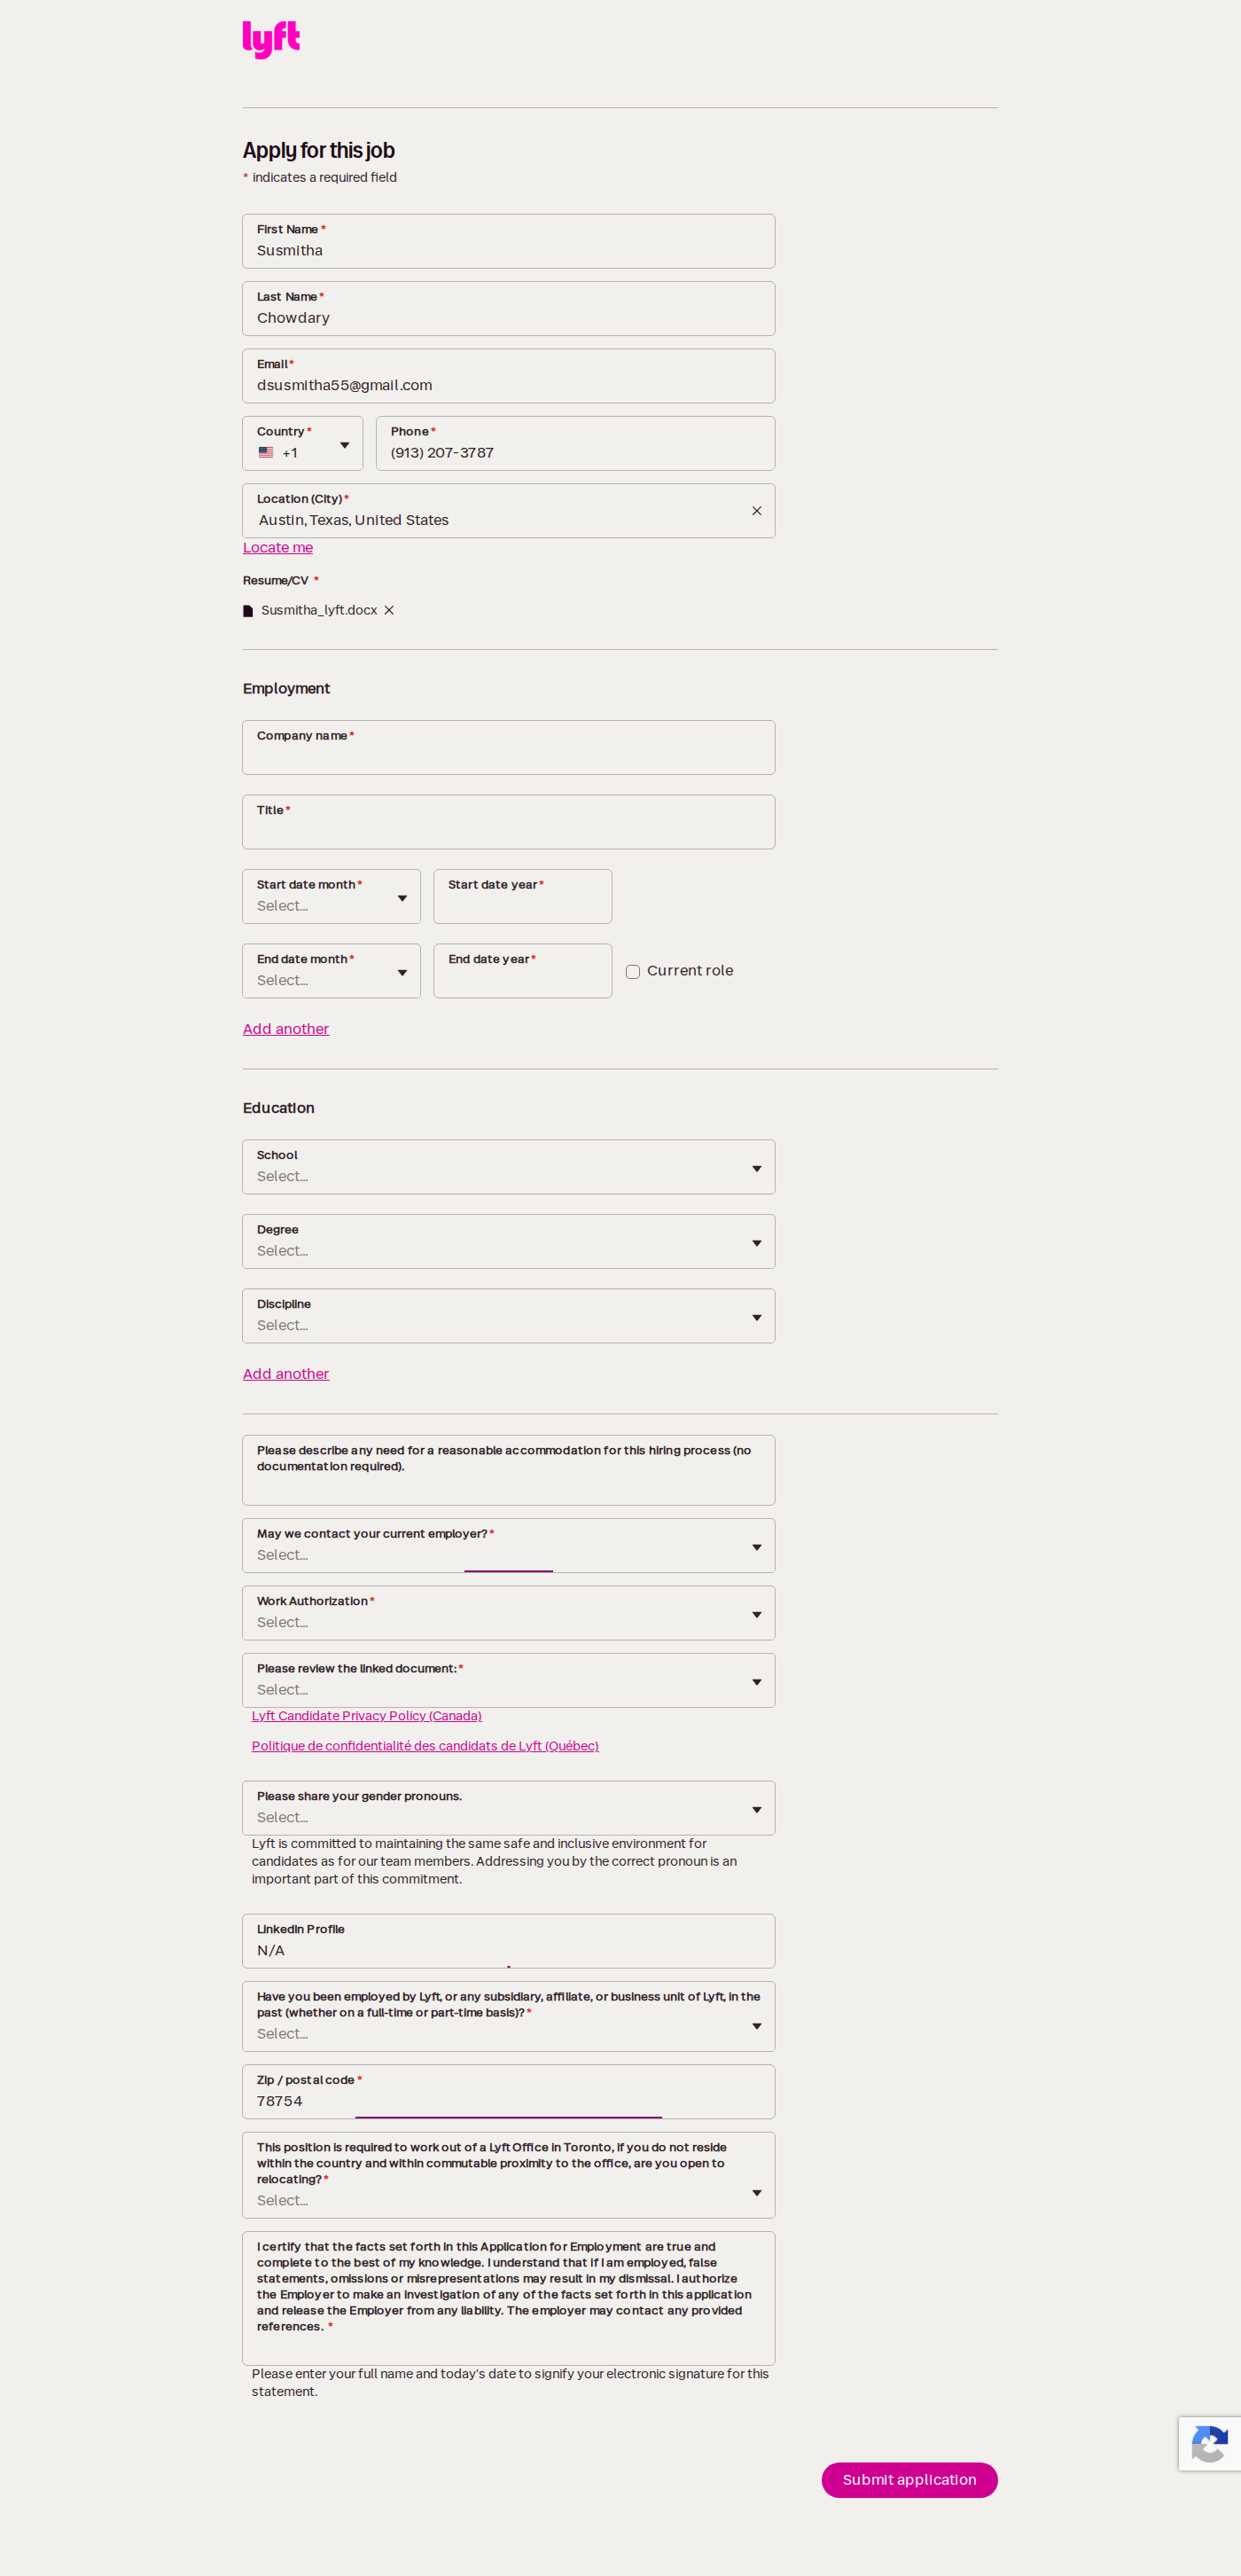 lyft
Apply for this job
* indicates a required field
First Name *
Susmitha
Last Name *
Chowdary
Email *
dsusmitha55@gmail.com
Country *
+1
Phone *
(913) 207-3787
Location (City) *
Austin, Texas, United States
Locate me
Resume/CV *
Susmitha_lyft.docx
Employment
Company name *
Title *
Start date month *
Select...
Start date year *
End date month *
Select...
End date year *
Current role
Add another
Education
School
Select...
Degree
Select...
Discipline
Select...
Add another
Please describe any need for a reasonable accommodation for this hiring process (no
documentation required).
May we contact your current employer? *
Select...
Work Authorization *
Select...
Please review the linked document: *
Select...
Lyft Candidate Privacy Policy (Canada)
Politique de confidentialité des candidats de Lyft (Québec)
Please share your gender pronouns.
Select...
Lyft is committed to maintaining the same safe and inclusive environment for
candidates as for our team members. Addressing you by the correct pronoun is an
important part of this commitment.
LinkedIn Profile
N/A
Have you been employed by Lyft, or any subsidiary, affiliate, or business unit of Lyft, in the
past (whether on a full-time or part-time basis)? *
Select...
Zip / postal code *
78754
This position is required to work out of a Lyft Office in Toronto, if you do not reside
within the country and within commutable proximity to the office, are you open to
relocating? *
Select...
I certify that the facts set forth in this Application for Employment are true and
complete to the best of my knowledge. I understand that if I am employed, false
statements, omissions or misrepresentations may result in my dismissal. I authorize
the Employer to make an investigation of any of the facts set forth in this application
and release the Employer from any liability. The employer may contact any provided
references. *
Please enter your full name and today's date to signify your electronic signature for this
statement.
Submit application